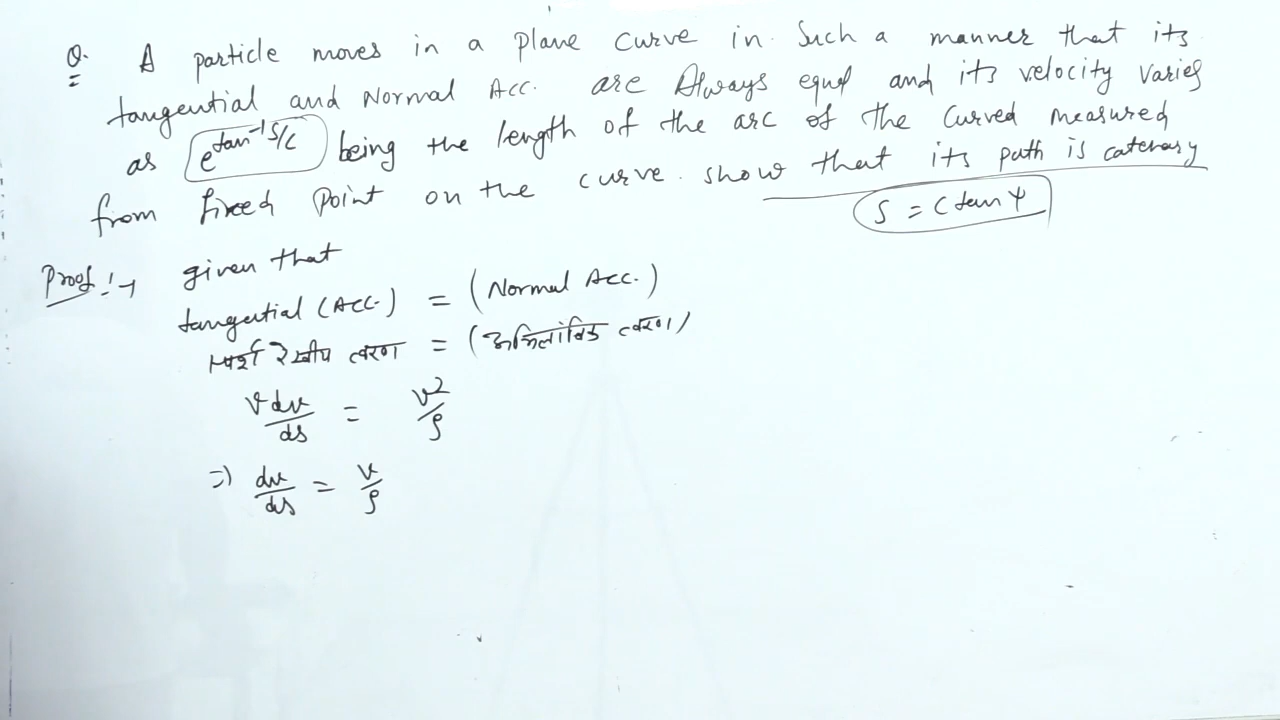 Q. A particle moves in a plane curve in such a manner that its
tangential and Normal Acc. are Always equal and its velocity varies
as e^{tan⁻¹ s/c} being the length of the arc of the curved measured
from fixed point on the curve. show that its path is catenary
s = c tan ψ
Proof :→ given that
tangential (Acc.) = (Normal Acc.)
स्पर्श रेखीय त्वरण = (अभिलांबिक त्वरण)
v dv/ds = v²/ρ
⇒ dv/ds = v/ρ